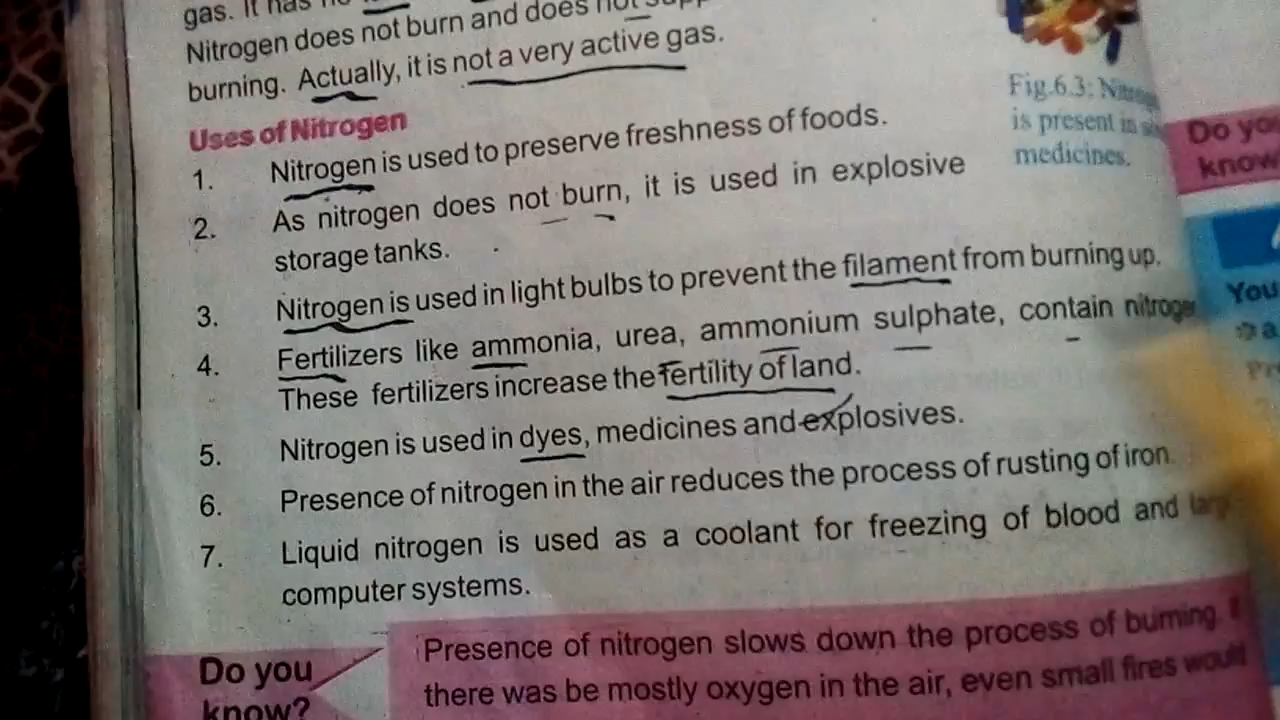 gas. It has no
Nitrogen does not burn and does not
burning. Actually, it is not a very active gas.
Uses of Nitrogen
1. Nitrogen is used to preserve freshness of foods.
2. As nitrogen does not burn, it is used in explosive
storage tanks.
3. Nitrogen is used in light bulbs to prevent the filament from burning up.
4. Fertilizers like ammonia, urea, ammonium sulphate, contain nitrogen
These fertilizers increase the fertility of land.
5. Nitrogen is used in dyes, medicines and explosives.
6. Presence of nitrogen in the air reduces the process of rusting of iron.
7. Liquid nitrogen is used as a coolant for freezing of blood and
computer systems.
Do you
know?
Presence of nitrogen slows down the process of burning.
there was be mostly oxygen in the air, even small fires would
Fig.6.3:
is present in
medicines.
Do you
know
You